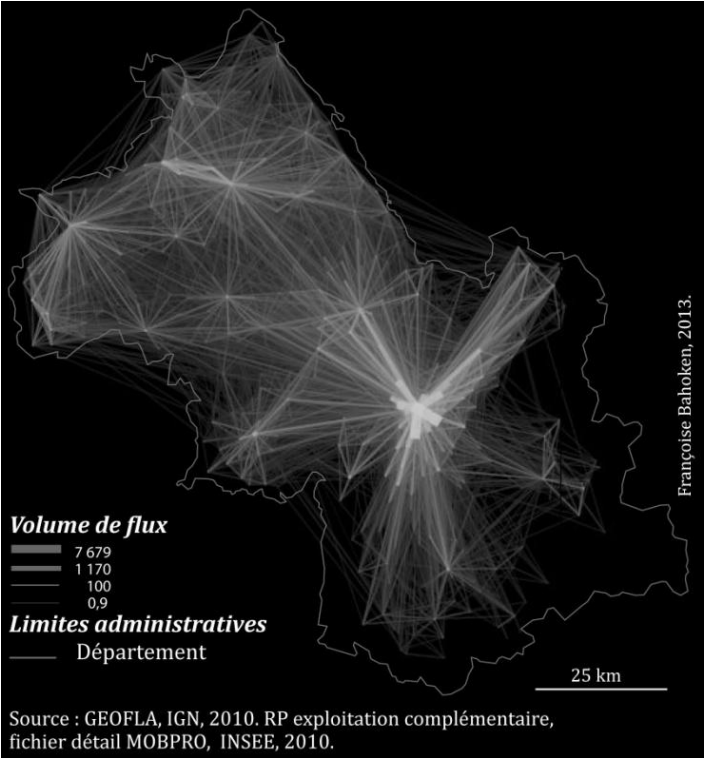 Françoise Bahoken, 2013.
Volume de flux
7 679
1 170
100
0,9
Limites administratives
Département
25 km
Source : GEOFLA, IGN, 2010. RP exploitation complémentaire,
fichier détail MOBPRO, INSEE, 2010.